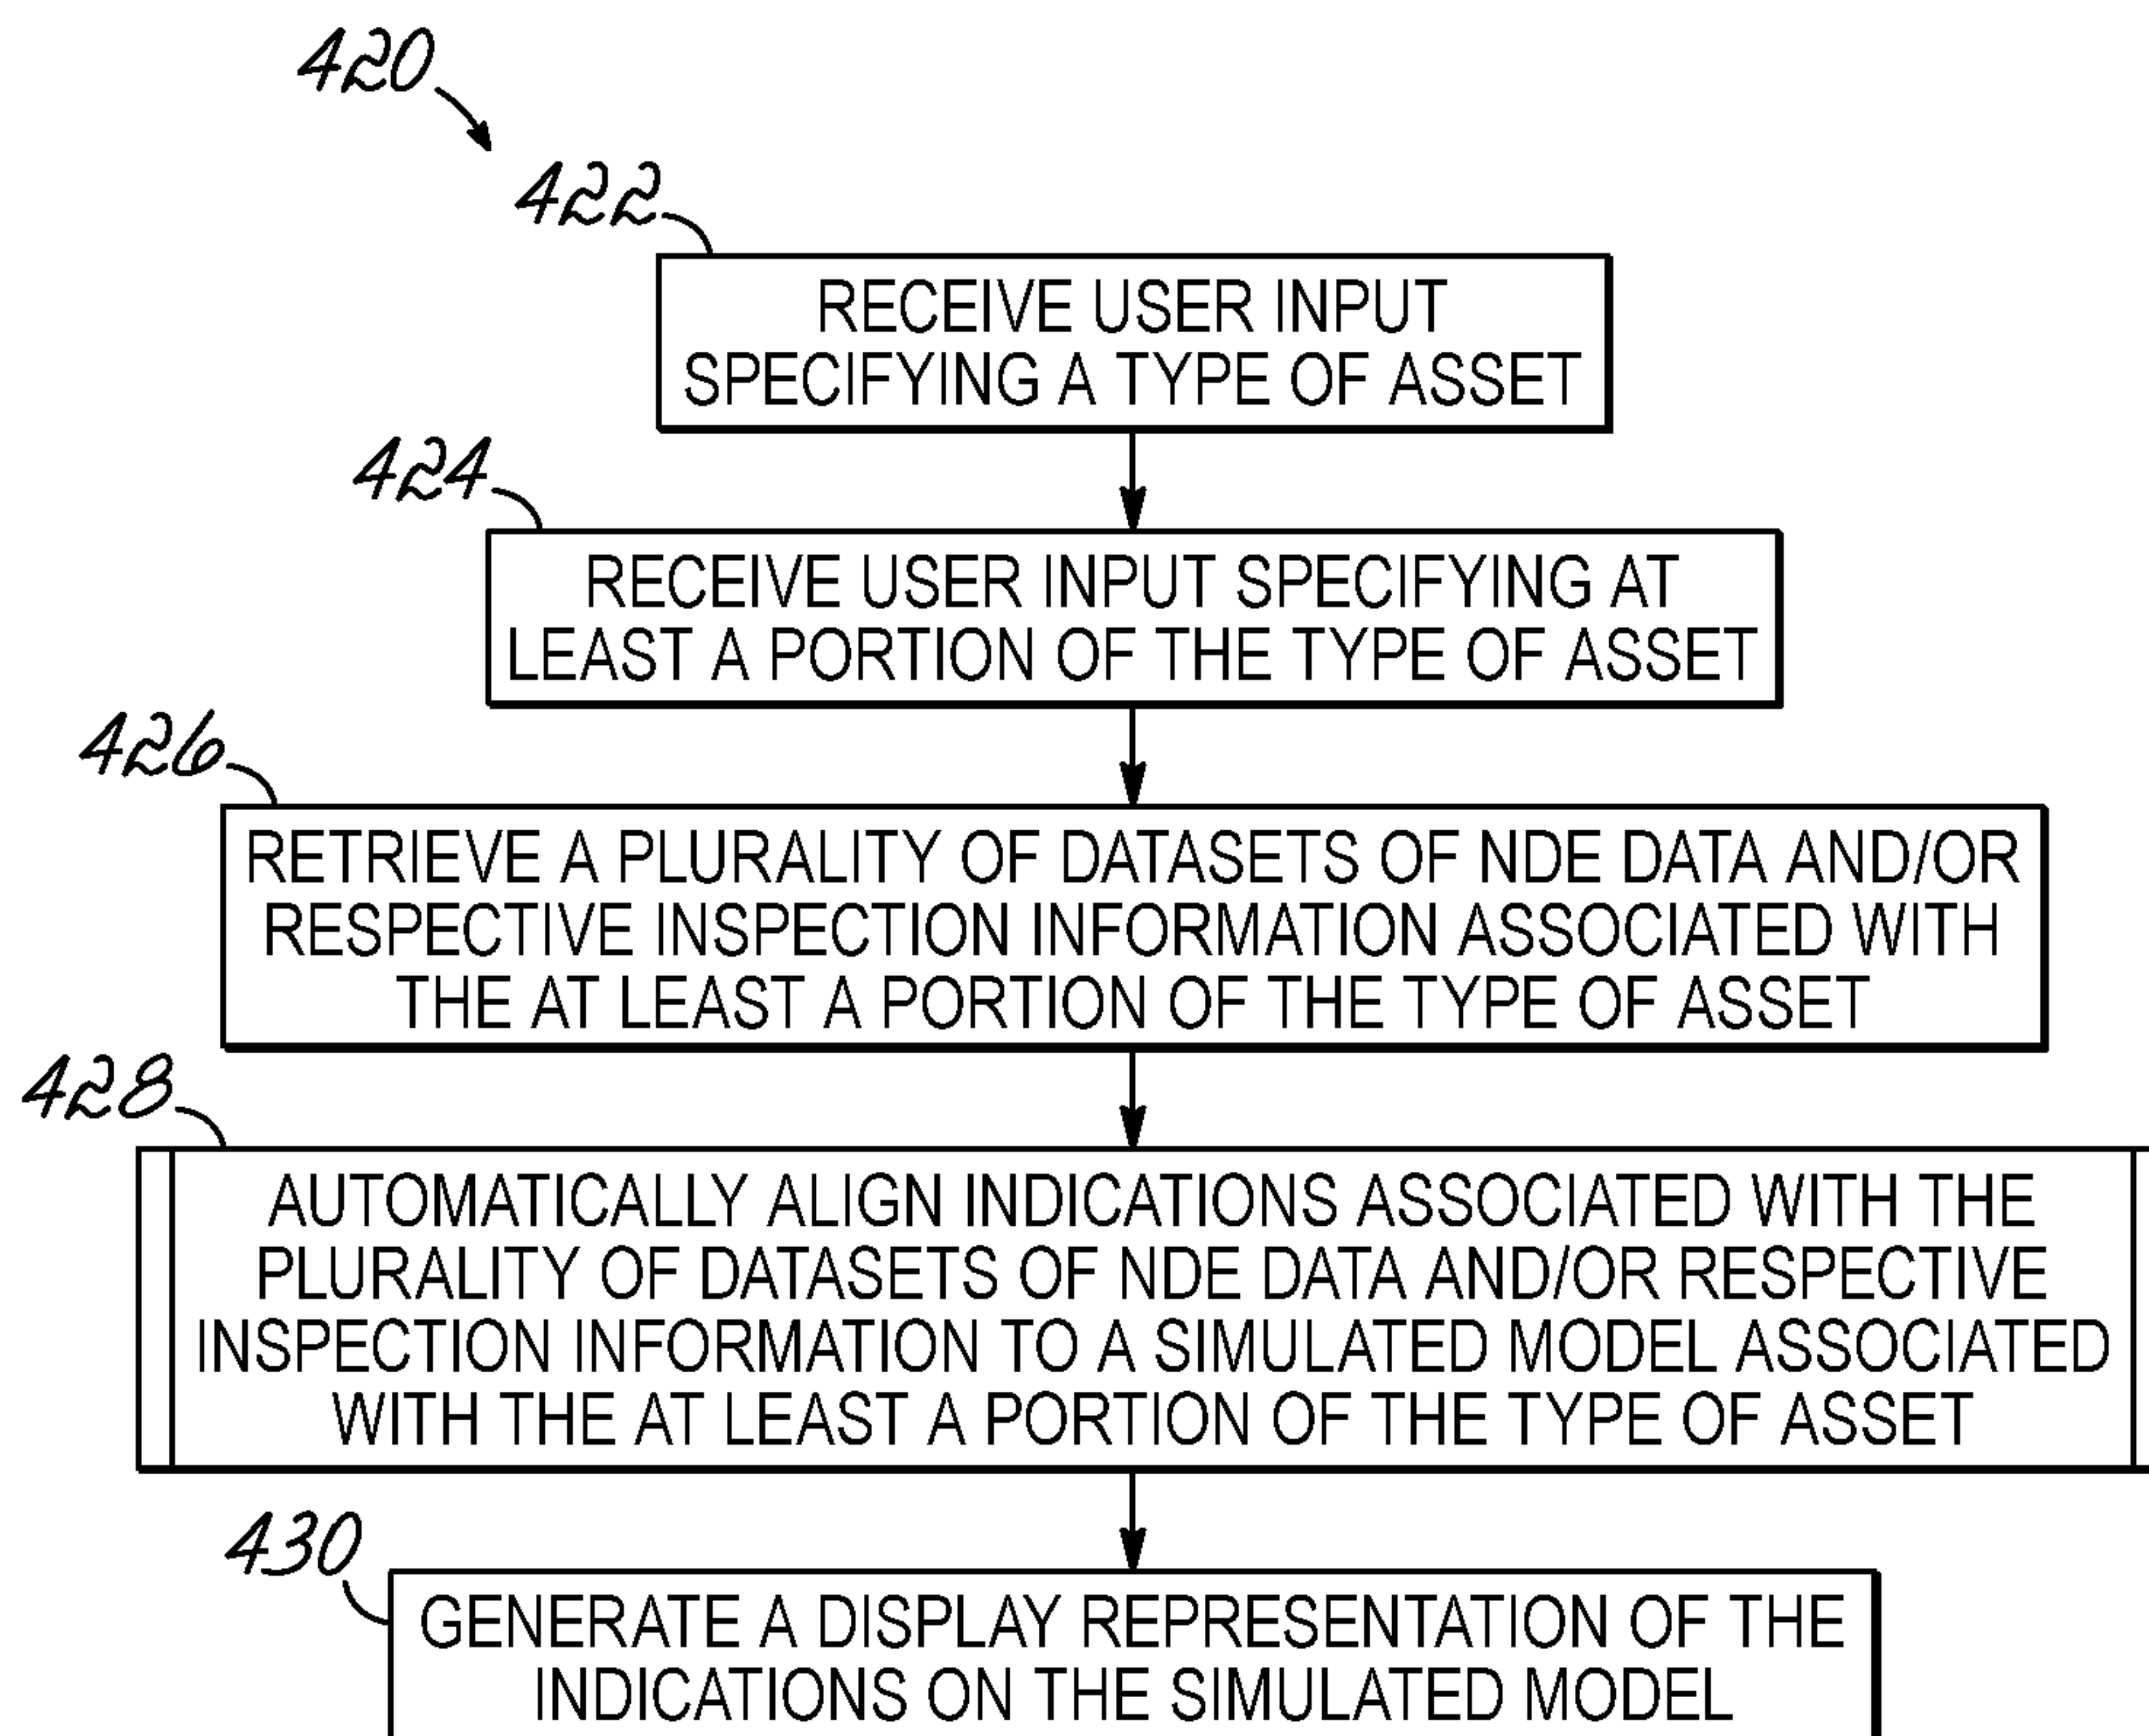 420
422
RECEIVE USER INPUT
SPECIFYING A TYPE OF ASSET
424
RECEIVE USER INPUT SPECIFYING AT
LEAST A PORTION OF THE TYPE OF ASSET
426
RETRIEVE A PLURALITY OF DATASETS OF NDE DATA AND/OR
RESPECTIVE INSPECTION INFORMATION ASSOCIATED WITH
THE AT LEAST A PORTION OF THE TYPE OF ASSET
428
AUTOMATICALLY ALIGN INDICATIONS ASSOCIATED WITH THE
PLURALITY OF DATASETS OF NDE DATA AND/OR RESPECTIVE
INSPECTION INFORMATION TO A SIMULATED MODEL ASSOCIATED
WITH THE AT LEAST A PORTION OF THE TYPE OF ASSET
430
GENERATE A DISPLAY REPRESENTATION OF THE
INDICATIONS ON THE SIMULATED MODEL